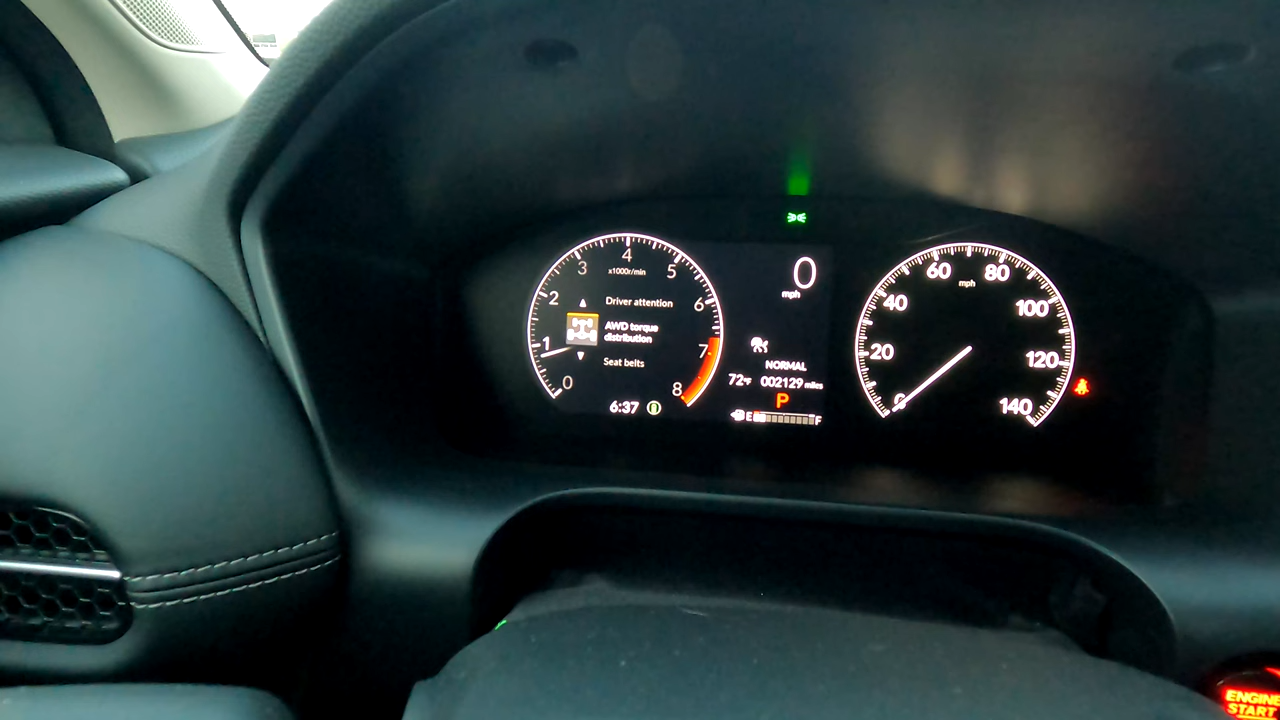 4
3
5
x1000r/min
2
6
Driver attention
AWD torque
distribution
1
7
Seat belts
0
8
6:37
0
mph
NORMAL
72°F 002129 miles
P
E F
60 80
mph
40 100
20 120
0 140
ENGINE
START